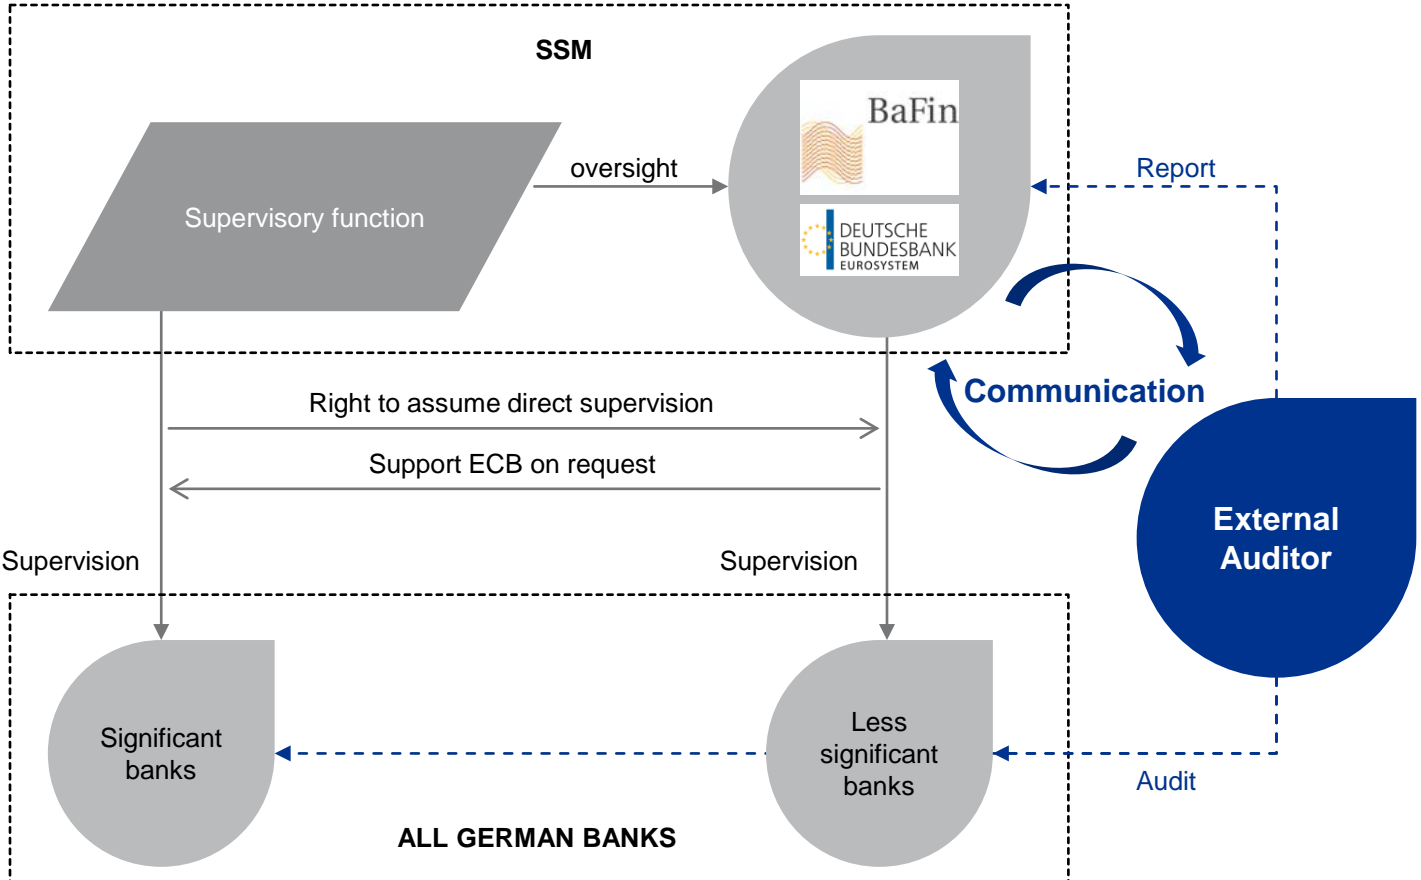 SSM
BaFin
oversight
Report
Supervisory function
DEUTSCHE
BUNDESBANK
EUROSYSTEM
Communication
Right to assume direct supervision
Support ECB on request
External
Auditor
Supervision
Supervision
Significant
banks
Less
significant
banks
Audit
ALL GERMAN BANKS